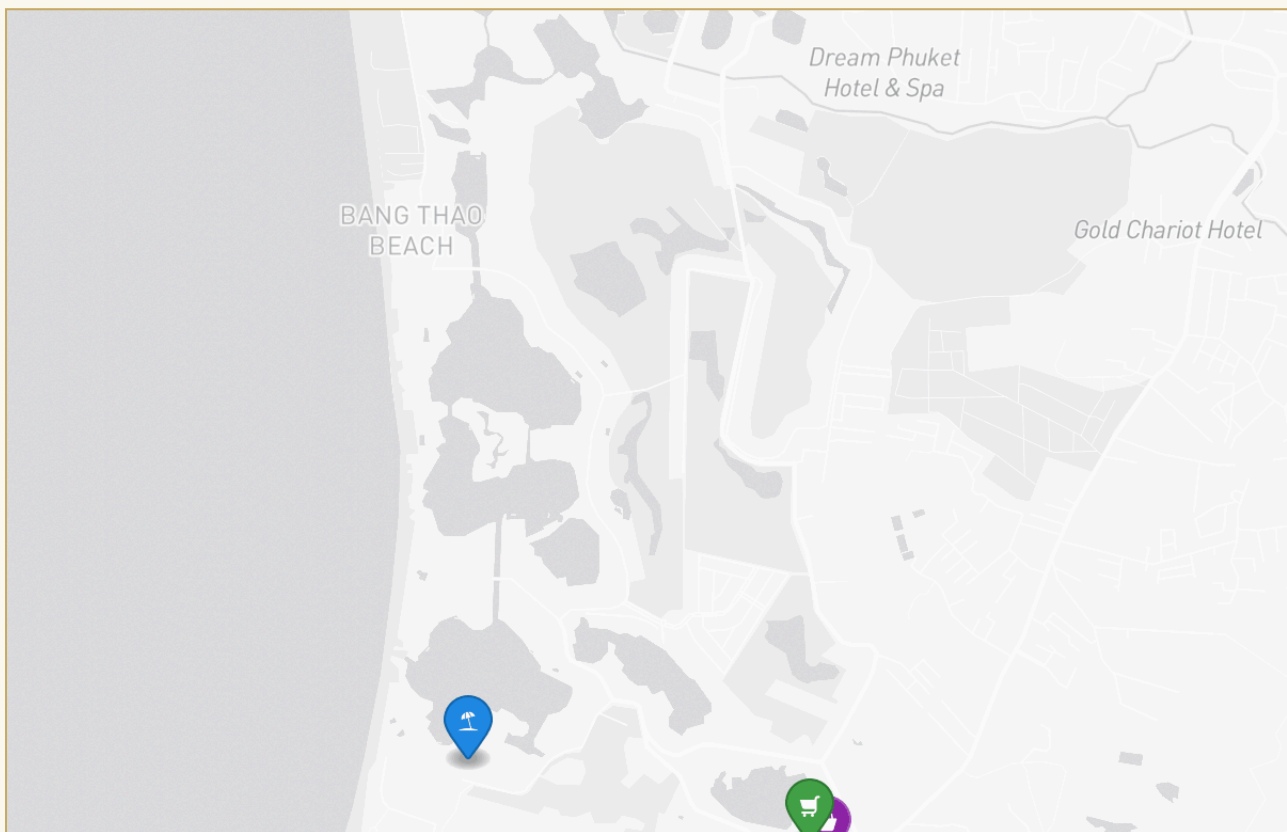 Dream Phuket
Hotel & Spa
BANG THAO
BEACH
Gold Chariot Hotel